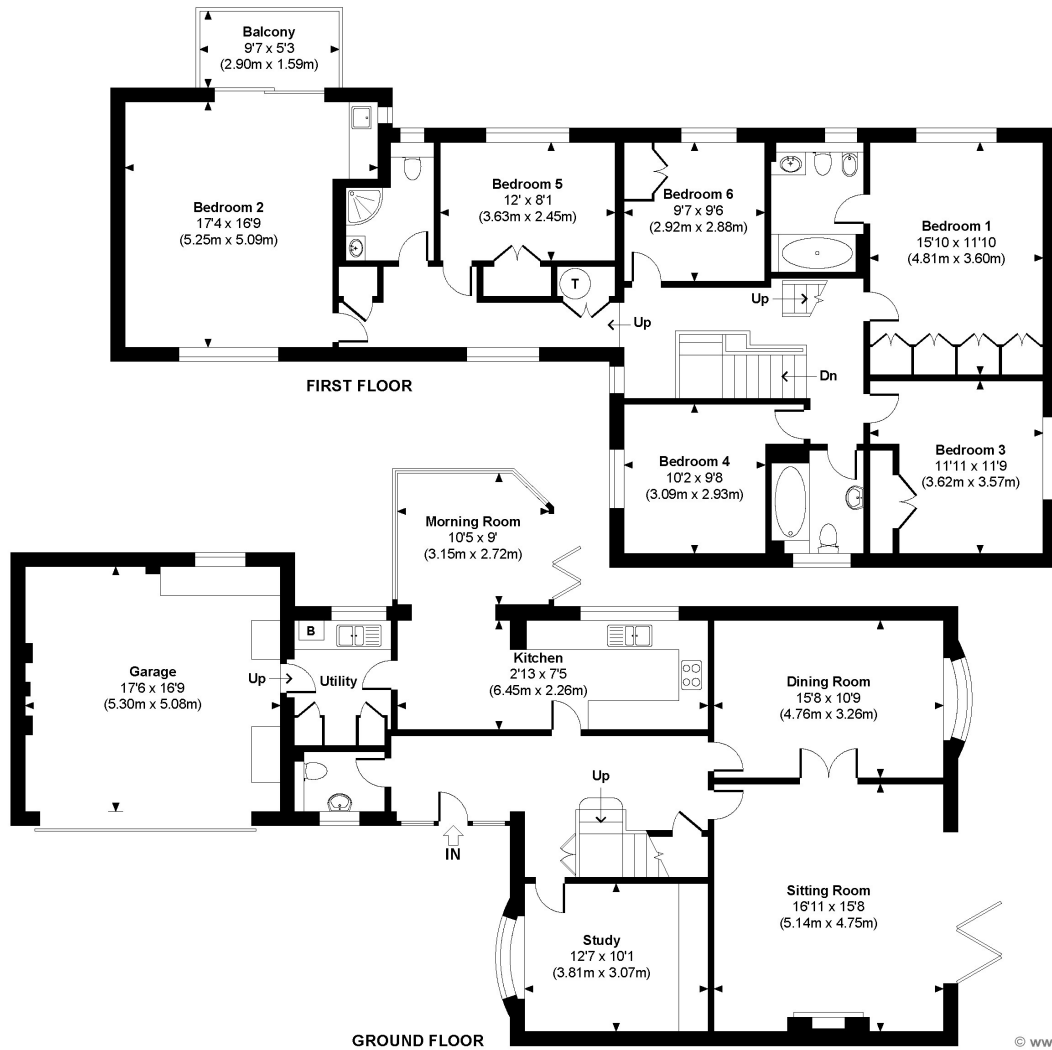 Balcony
9'7 x 5'3
(2.90m x 1.59m)
Bedroom 2
17'4 x 16'9
(5.25m x 5.09m)
Bedroom 5
12' x 8'1
(3.63m x 2.45m)
Bedroom 6
9'7 x 9'6
(2.92m x 2.88m)
Bedroom 1
15'10 x 11'10
(4.81m x 3.60m)
T
Up
Up
Dn
FIRST FLOOR
Bedroom 4
10'2 x 9'8
(3.09m x 2.93m)
Bedroom 3
11'11 x 11'9
(3.62m x 3.57m)
Morning Room
10'5 x 9'
(3.15m x 2.72m)
Garage
17'6 x 16'9
(5.30m x 5.08m)
Up
B
Utility
Kitchen
2'13 x 7'5
(6.45m x 2.26m)
Dining Room
15'8 x 10'9
(4.76m x 3.26m)
Up
IN
Sitting Room
16'11 x 15'8
(5.14m x 4.75m)
Study
12'7 x 10'1
(3.81m x 3.07m)
GROUND FLOOR
© ww